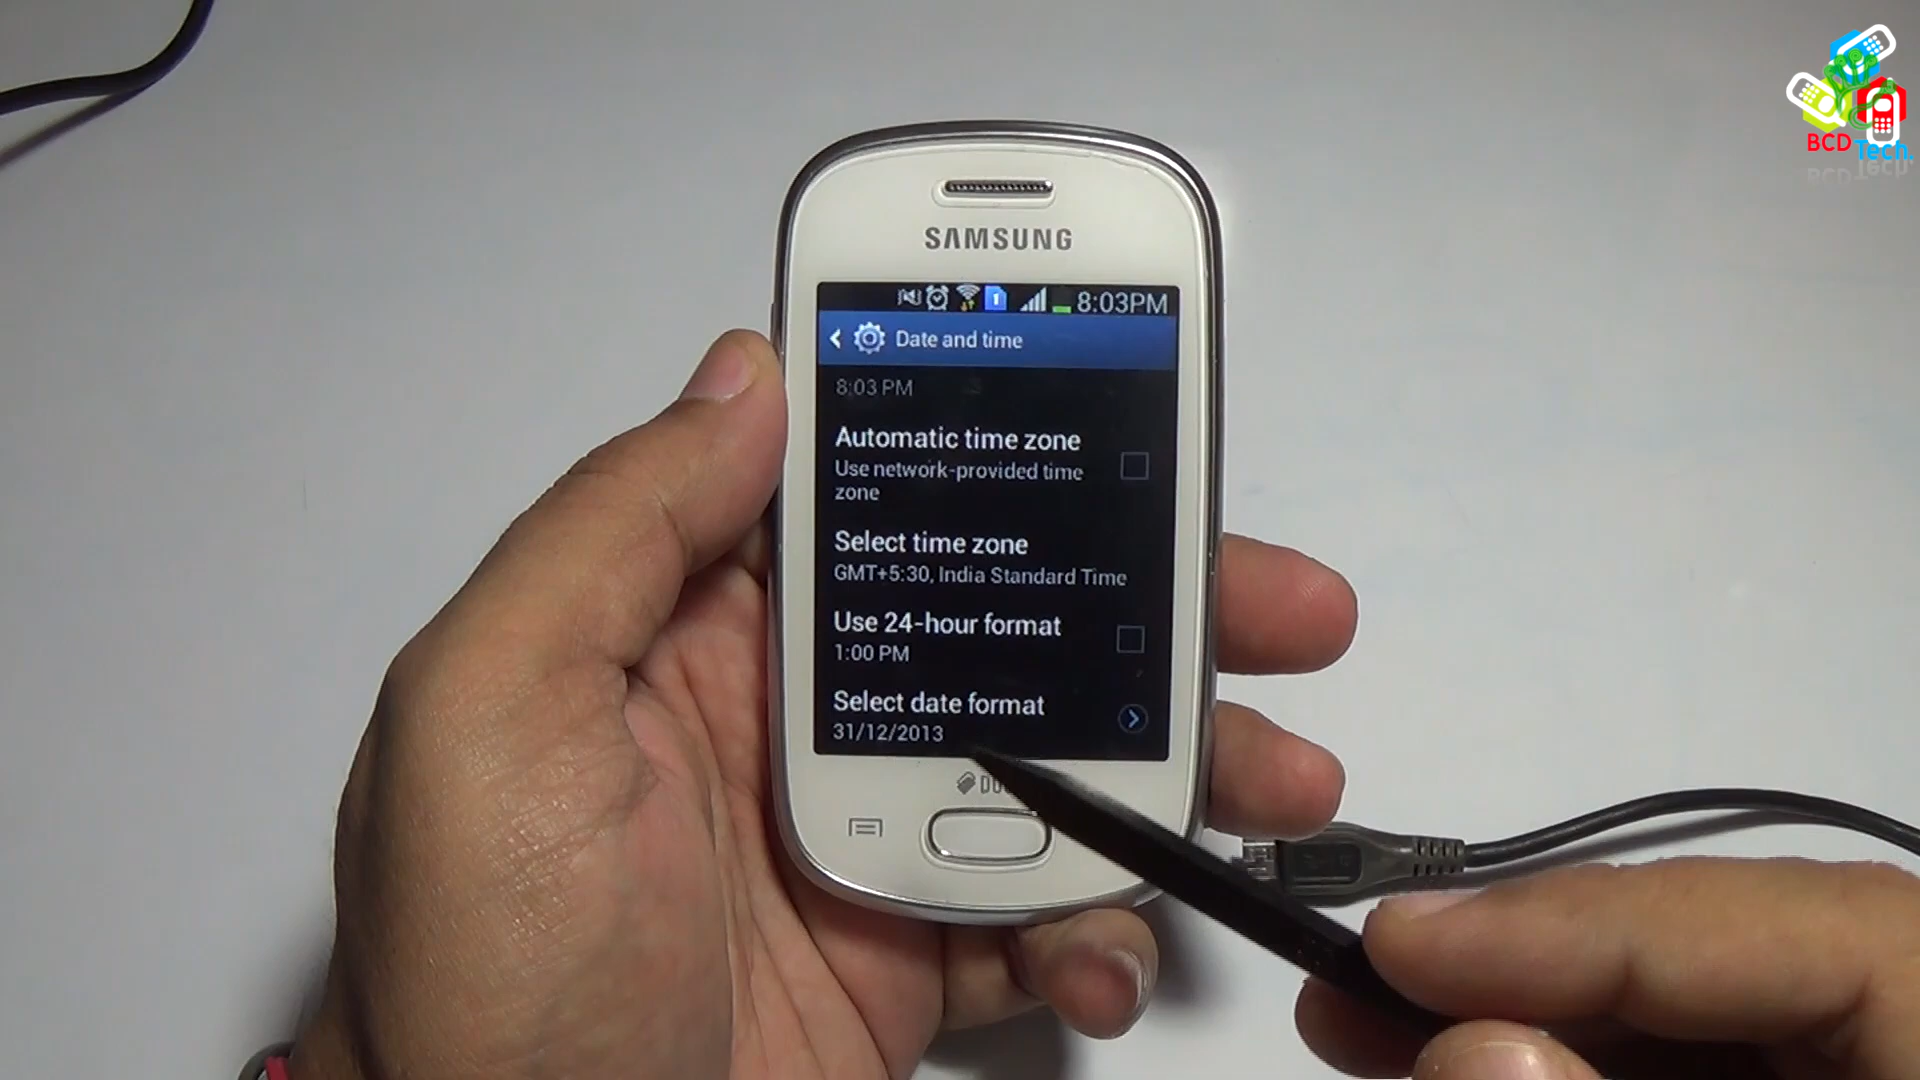 BCD
Tech.
SAMSUNG
8:03PM
Date and time
8:03 PM
Automatic time zone
Use network-provided time
zone
Select time zone
GMT+5:30, India Standard Time
Use 24-hour format
1:00 PM
Select date format
31/12/2013